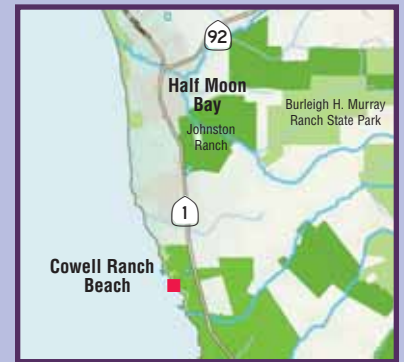 92
Half Moon
Bay
Johnston
Ranch
Burleigh H. Murray
Ranch State Park
1
Cowell Ranch
Beach